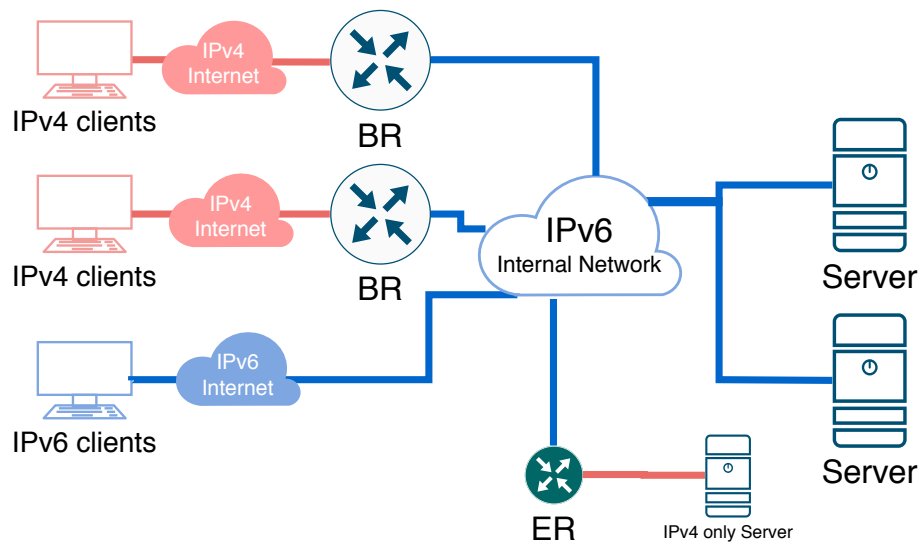 IPv4
Internet
IPv4 clients
BR
IPv4
Internet
IPv4 clients
BR
IPv6
Internal Network
Server
IPv6
Internet
IPv6 clients
Server
ER
IPv4 only Server